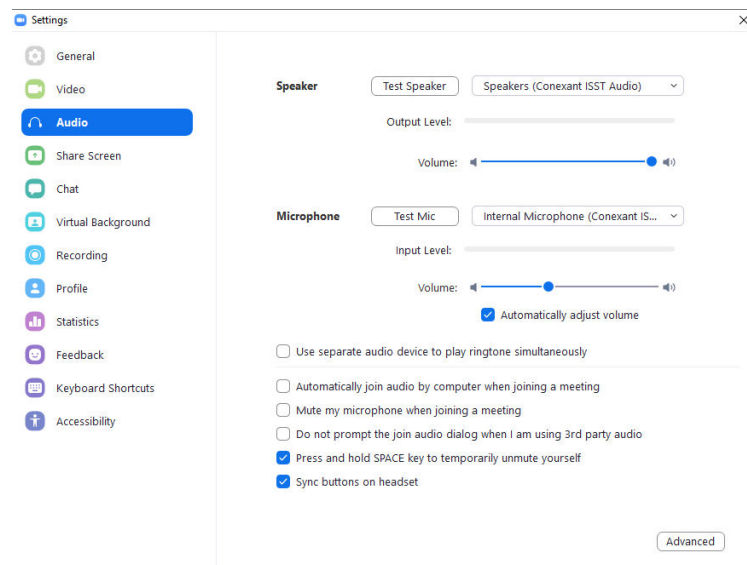 Settings
General
Video
Audio
Share Screen
Chat
Virtual Background
Recording
Profile
Statistics
Feedback
Keyboard Shortcuts
Accessibility
Speaker
Test Speaker
Speakers (Conexant ISST Audio)
Output Level:
Volume:
Microphone
Test Mic
Internal Microphone (Conexant IS...
Input Level:
Volume:
Automatically adjust volume
Use separate audio device to play ringtone simultaneously
Automatically join audio by computer when joining a meeting
Mute my microphone when joining a meeting
Do not prompt the join audio dialog when I am using 3rd party audio
Press and hold SPACE key to temporarily unmute yourself
Sync buttons on headset
Advanced